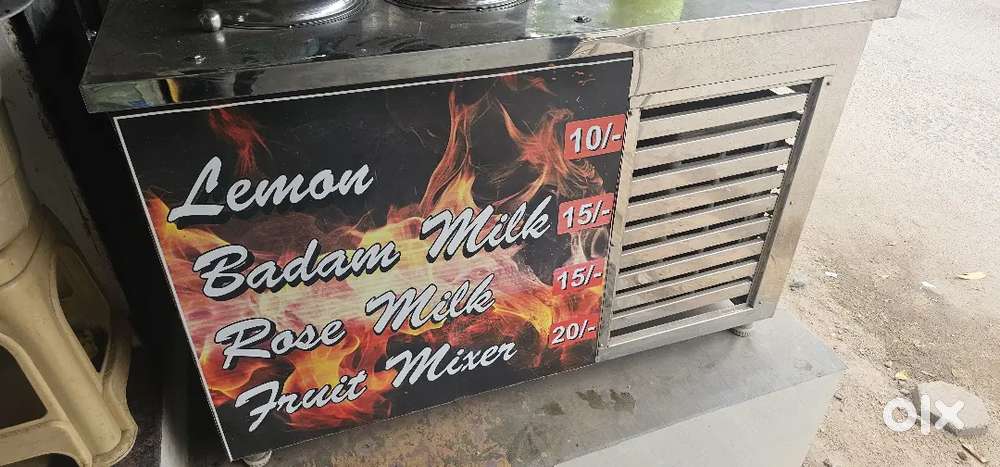 Lemon 10/-
Badam Milk 15/-
Rose Milk 15/-
Fruit Mixer 20/-
olx